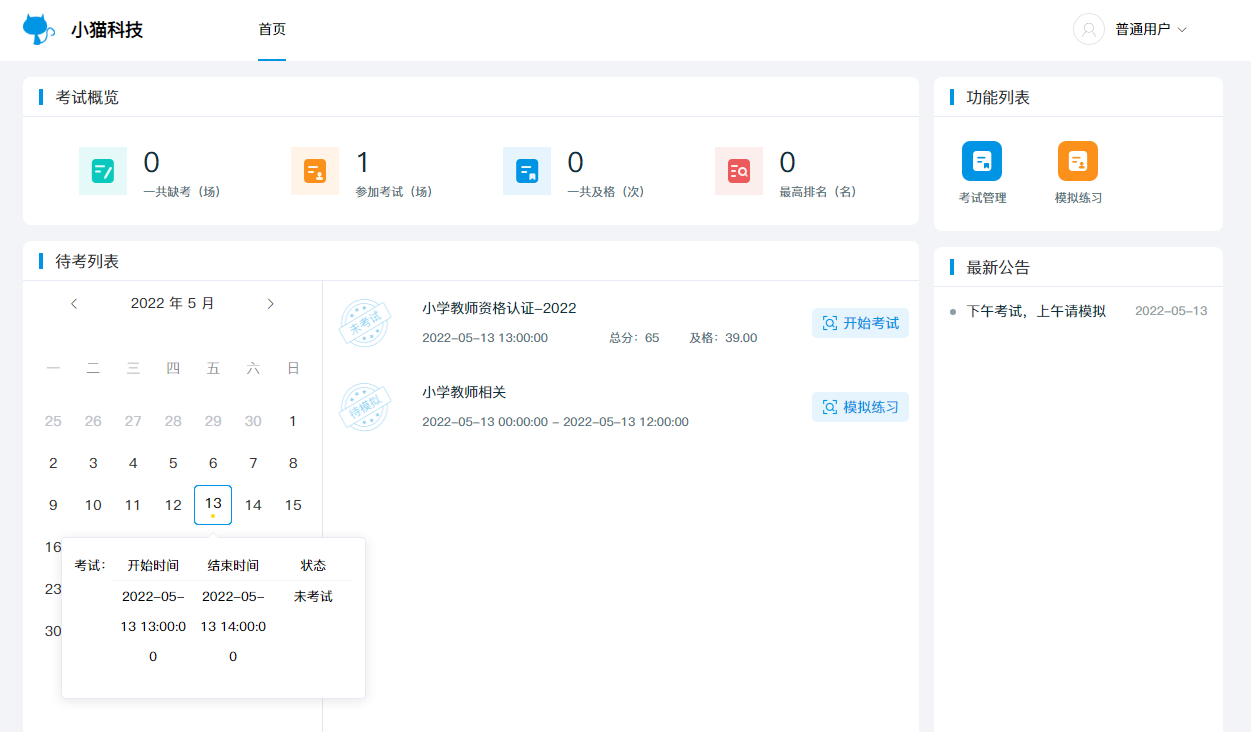 小猫科技
首页
普通用户
考试概览
0
一共缺考（场）
1
参加考试（场）
0
一共及格（次）
0
最高排名（名）
功能列表
考试管理
模拟练习
待考列表
2022 年 5 月
一 二 三 四 五 六 日
25 26 27 28 29 30 1
2 3 4 5 6 7 8
9 10 11 12 13 14 15
16
23
30
考试： 开始时间 结束时间 状态
2022-05- 2022-05- 未考试
13 13:00:0 13 14:00:0
0 0
未考试
小学教师资格认证-2022
2022-05-13 13:00:00 总分：65 及格：39.00
开始考试
待模拟
小学教师相关
2022-05-13 00:00:00 - 2022-05-13 12:00:00
模拟练习
最新公告
下午考试，上午请模拟 2022-05-13